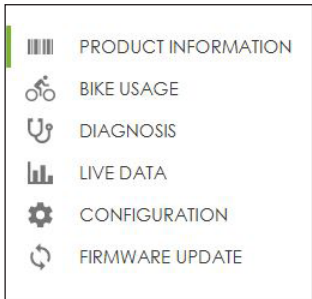 PRODUCT INFORMATION
BIKE USAGE
DIAGNOSIS
LIVE DATA
CONFIGURATION
FIRMWARE UPDATE